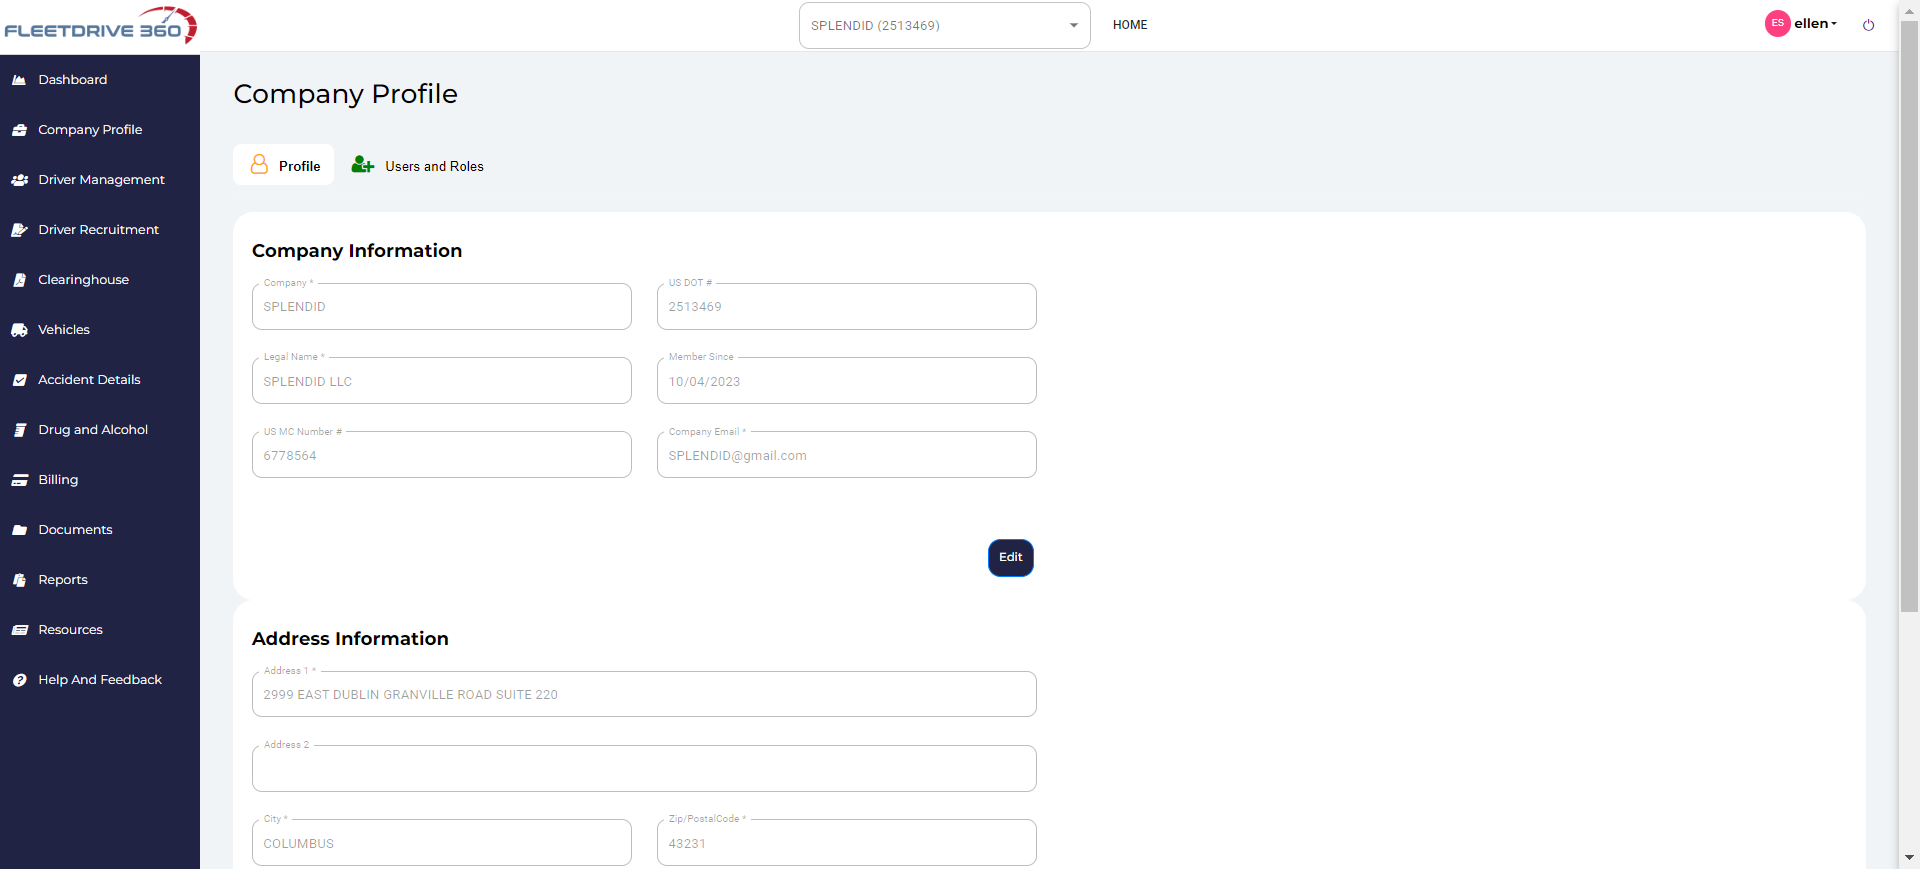 FLEETDRIVE 360
SPLENDID (2513469)
HOME
ES
ellen
Dashboard
Company Profile
Driver Management
Driver Recruitment
Clearinghouse
Vehicles
Accident Details
Drug and Alcohol
Billing
Documents
Reports
Resources
Help And Feedback
Company Profile
Profile
Users and Roles
Company Information
Company *
SPLENDID
US DOT #
2513469
Legal Name *
SPLENDID LLC
Member Since
10/04/2023
US MC Number #
6778564
Company Email *
SPLENDID@gmail.com
Edit
Address Information
Address 1 *
2999 EAST DUBLIN GRANVILLE ROAD SUITE 220
Address 2
City *
COLUMBUS
Zip/PostalCode *
43231